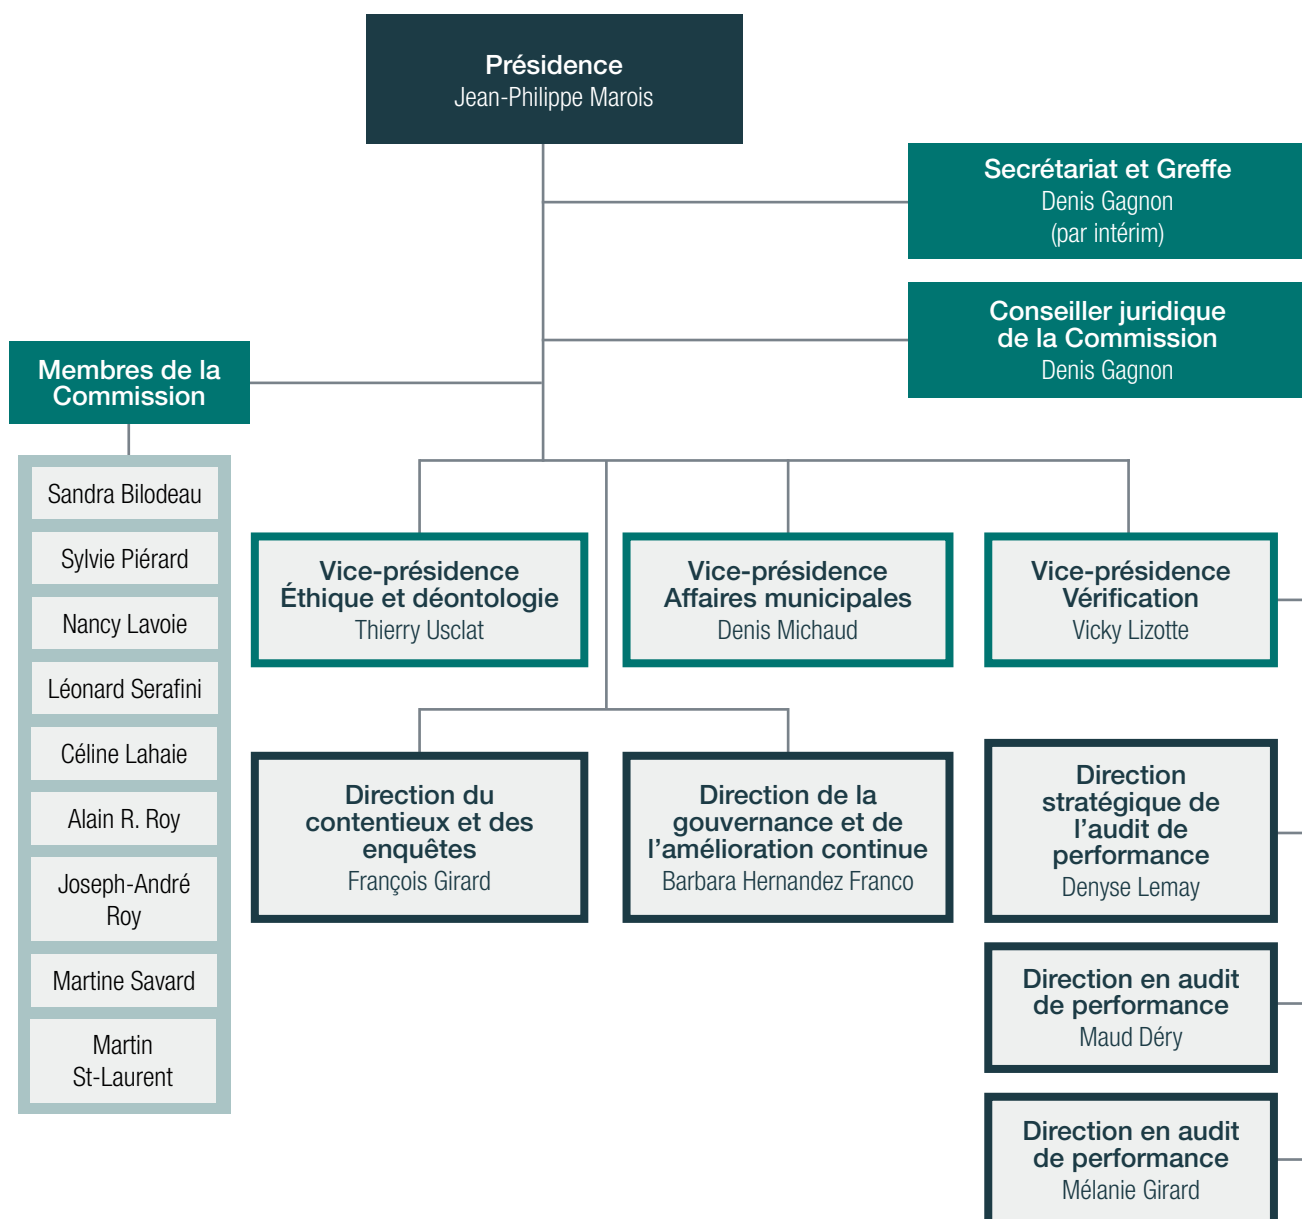 Présidence
Jean-Philippe Marois
Secrétariat et Greffe
Denis Gagnon
(par intérim)
Conseiller juridique
de la Commission
Denis Gagnon
Membres de la
Commission
Sandra Bilodeau
Sylvie Piérard
Nancy Lavoie
Léonard Serafini
Céline Lahaie
Alain R. Roy
Joseph-André
Roy
Martine Savard
Martin
St-Laurent
Vice-présidence
Éthique et déontologie
Thierry Usclat
Vice-présidence
Affaires municipales
Denis Michaud
Vice-présidence
Vérification
Vicky Lizotte
Direction du
contentieux et des
enquêtes
François Girard
Direction de la
gouvernance et de
l’amélioration continue
Barbara Hernandez Franco
Direction
stratégique de
l’audit de
performance
Denyse Lemay
Direction en audit
de performance
Maud Déry
Direction en audit
de performance
Mélanie Girard